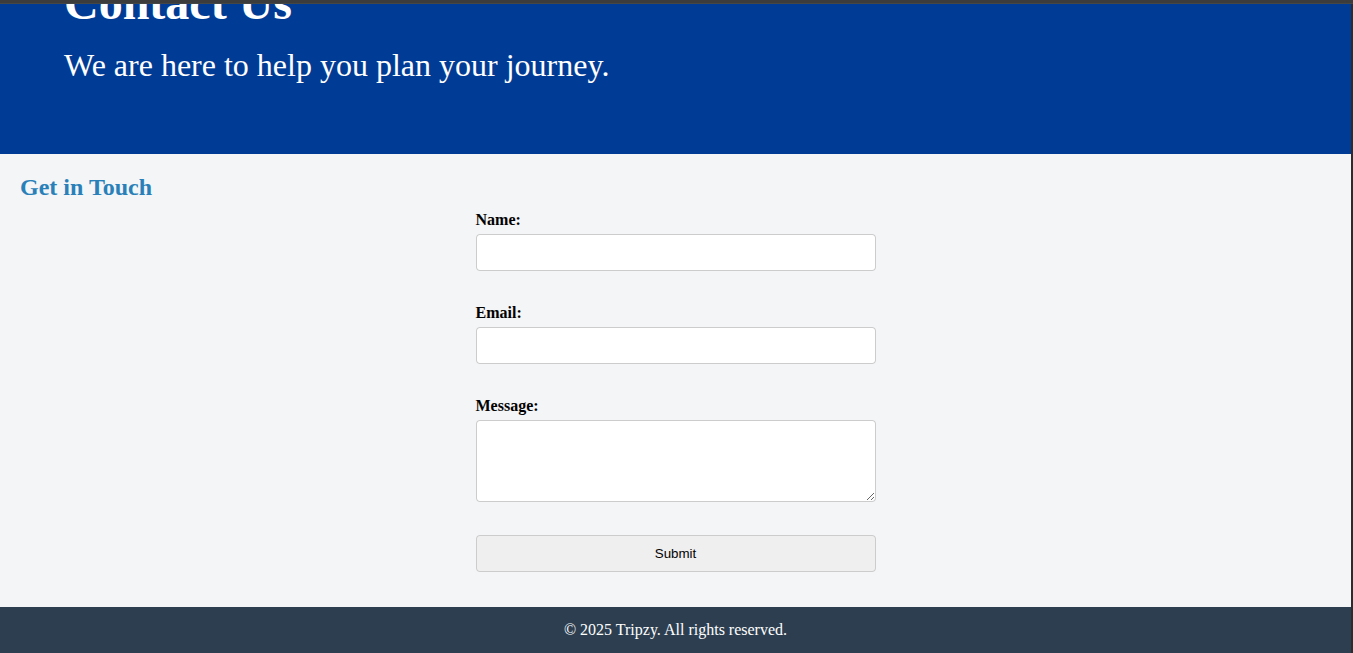 Contact Us
We are here to help you plan your journey.
Get in Touch
Name:
Email:
Message:
Submit
© 2025 Tripzy. All rights reserved.